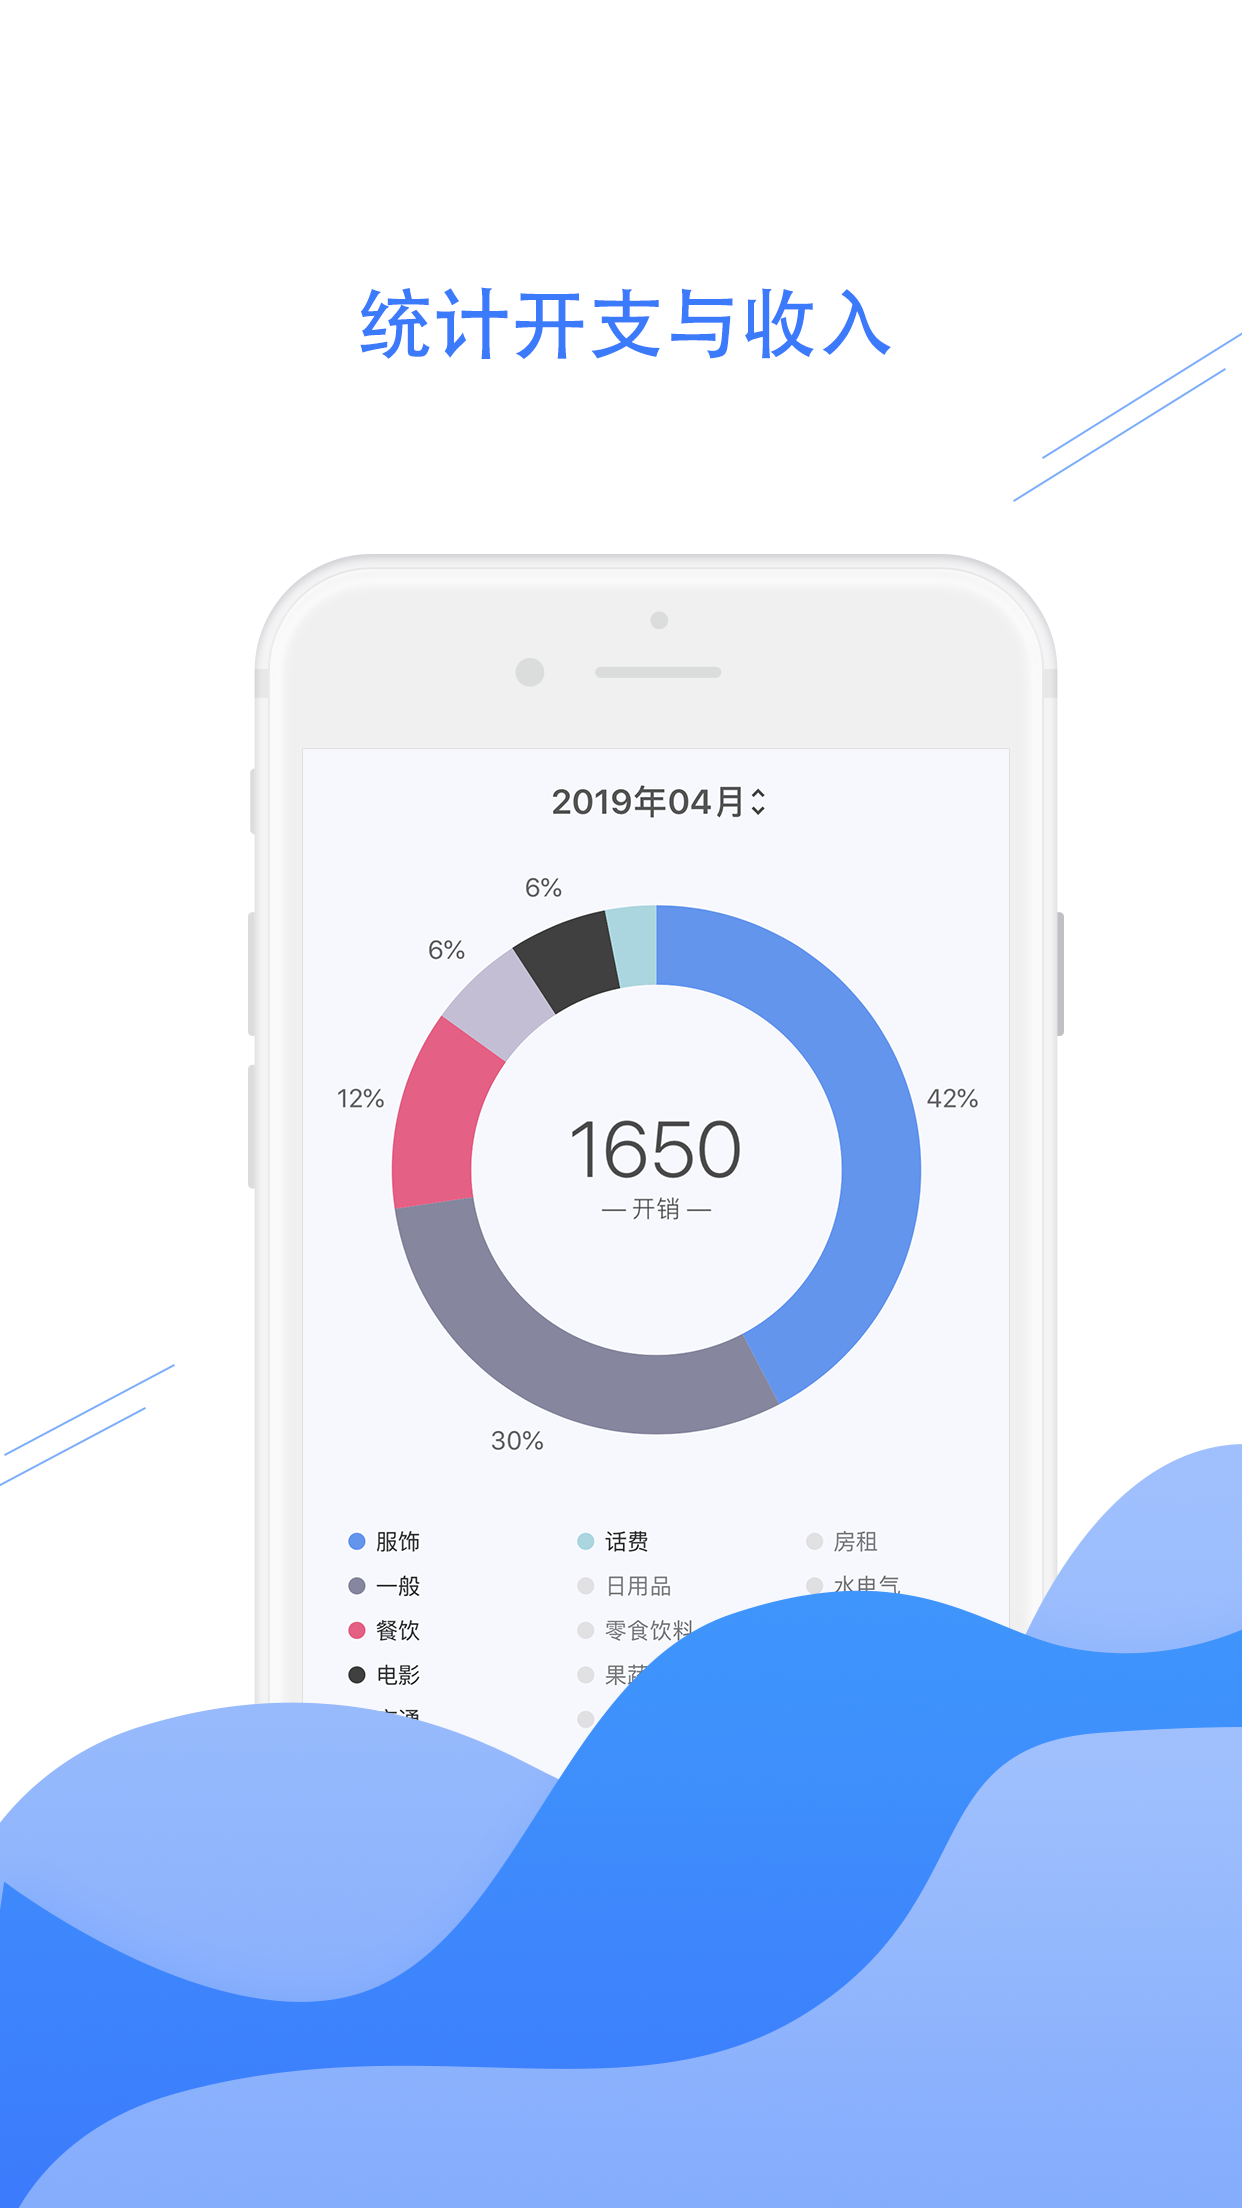 统计开支与收入
2019年04月
6%
6%
12%
42%
1650
— 开销 —
30%
服饰
话费
房租
一般
日用品
水电气
餐饮
零食饮料
电影
果蔬